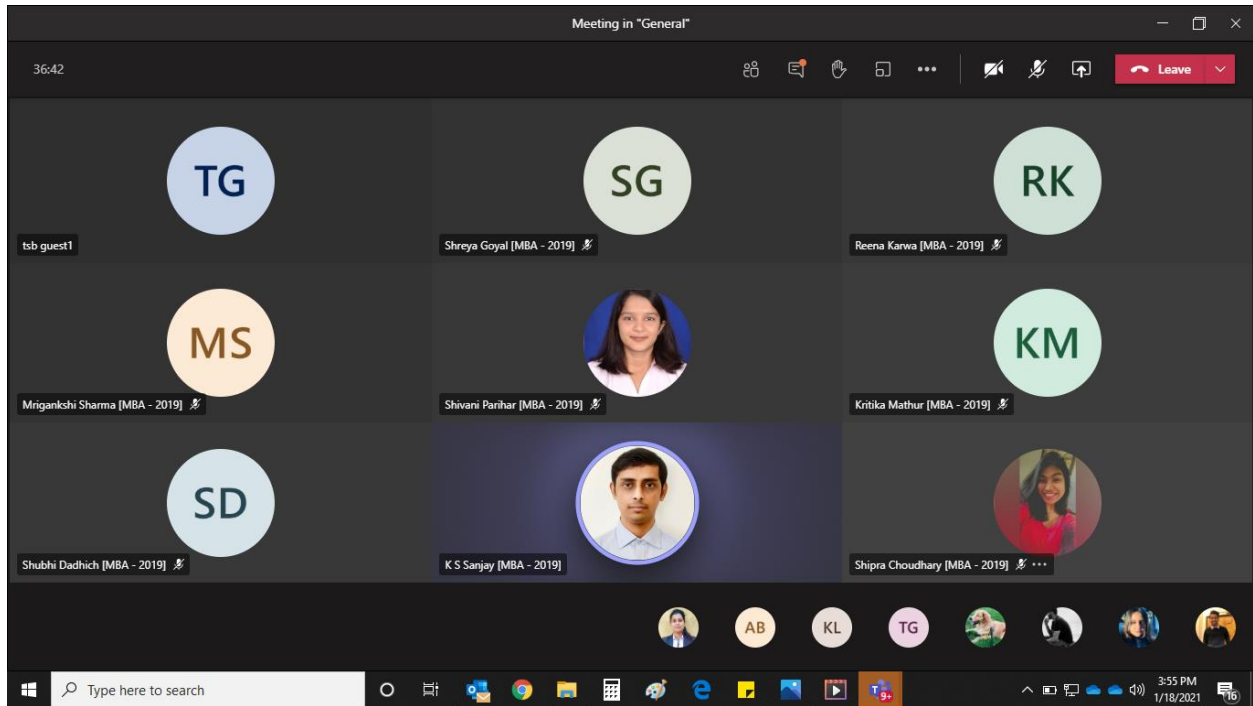 Meeting in "General"
36:42
Leave
TG
SG
RK
tsb guest1
Shreya Goyal [MBA - 2019]
Reena Karwa [MBA - 2019]
MS
KM
Mrigankshi Sharma [MBA - 2019]
Shivani Parihar [MBA - 2019]
Kritika Mathur [MBA - 2019]
SD
Shubhi Dadhich [MBA - 2019]
K S Sanjay [MBA - 2019]
Shipra Choudhary [MBA - 2019]
AB
KL
TG
Type here to search
T
9+
3:55 PM
1/18/2021
16